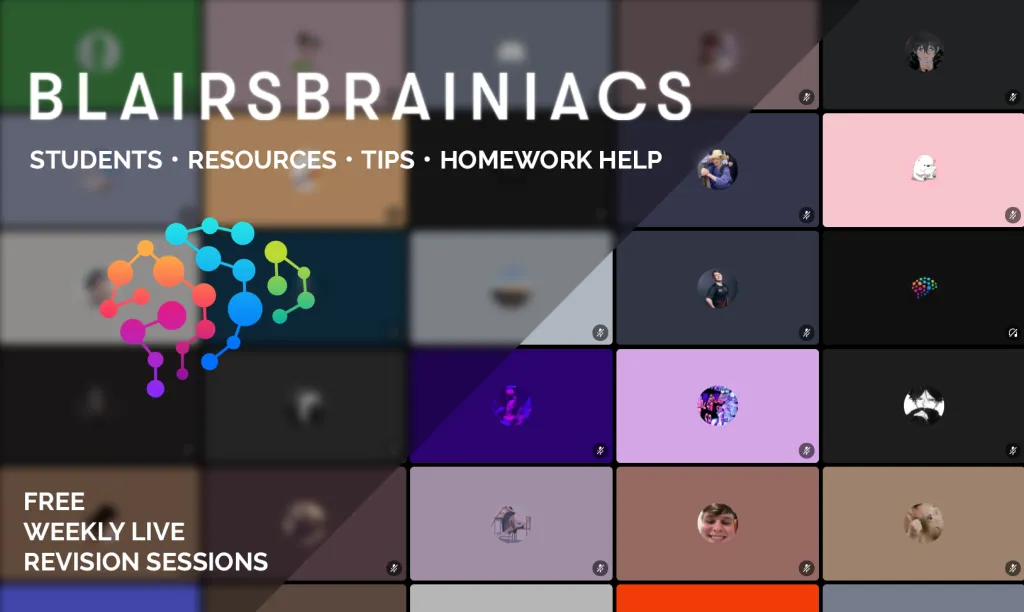 BLAIRSBRAINIACS
STUDENTS • RESOURCES • TIPS • HOMEWORK HELP
FREE
WEEKLY LIVE
REVISION SESSIONS